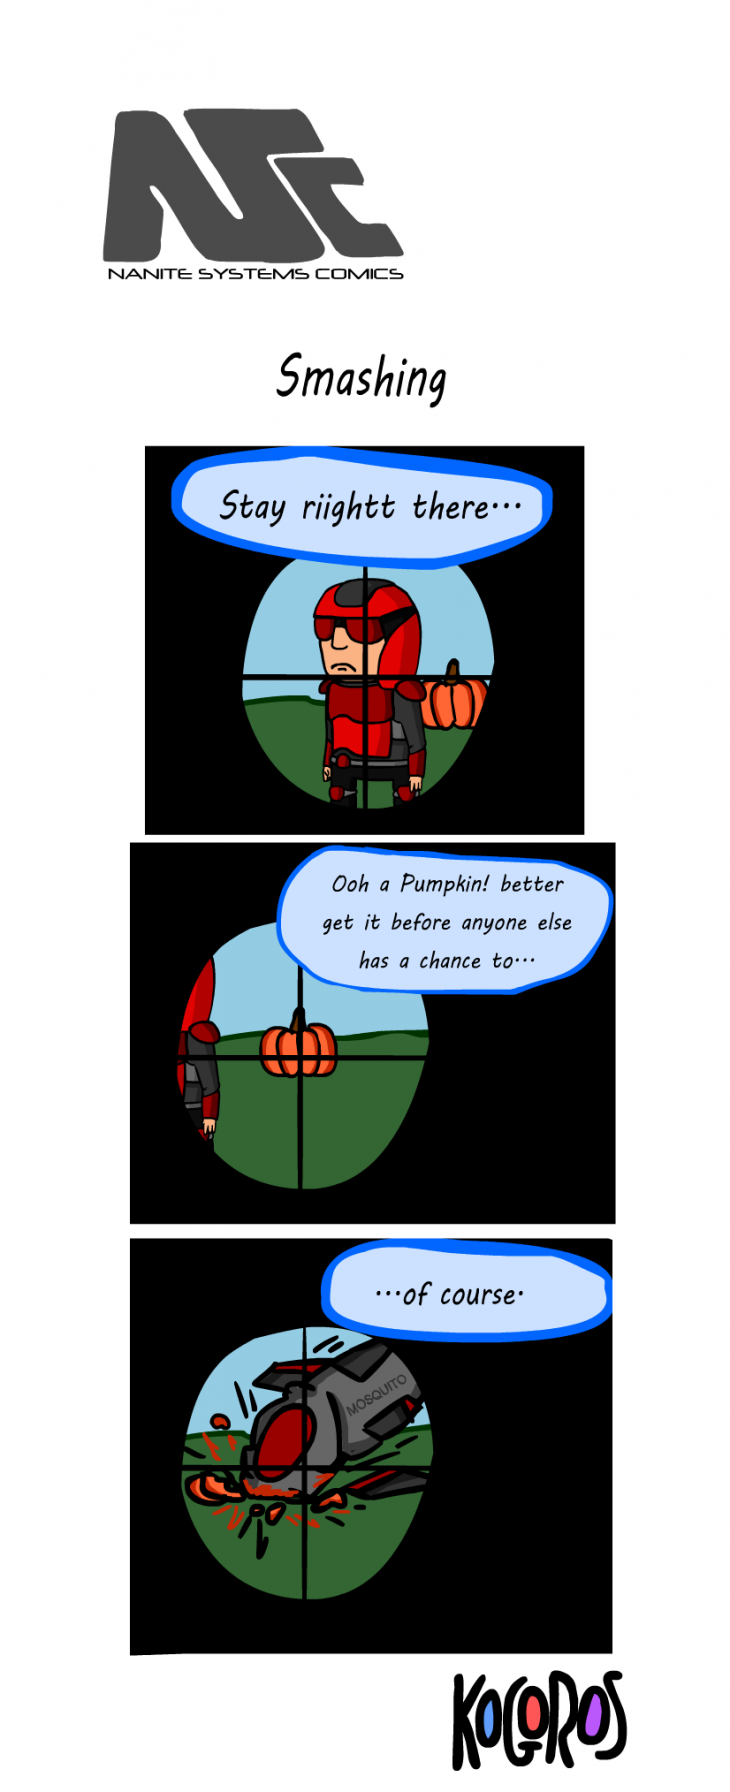 NSC
NANITE SYSTEMS COMICS
Smashing
Stay riightt there...
Ooh a Pumpkin! better
get it before anyone else
has a chance to...
...of course.
MOSQUITO
KOGOROS